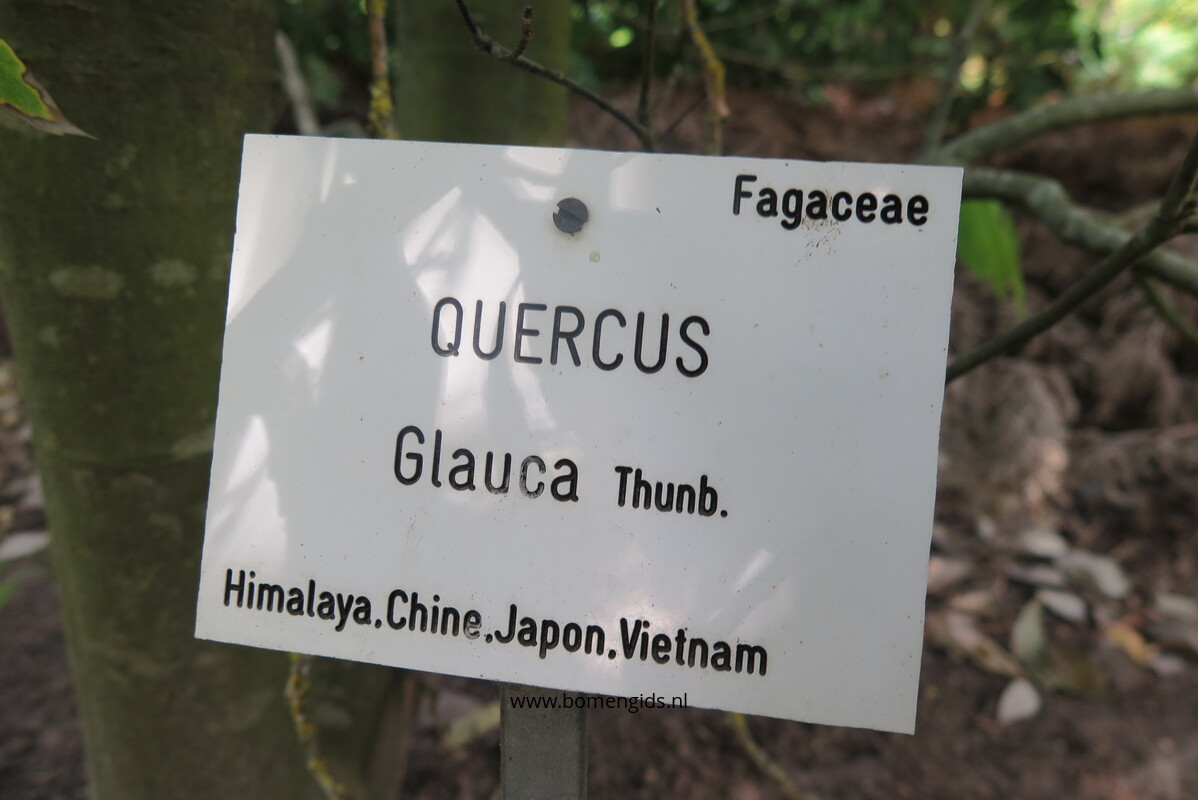 Fagaceae
QUERCUS
Glauca Thunb.
Himalaya.Chine.Japon.Vietnam
www.bomengids.nl